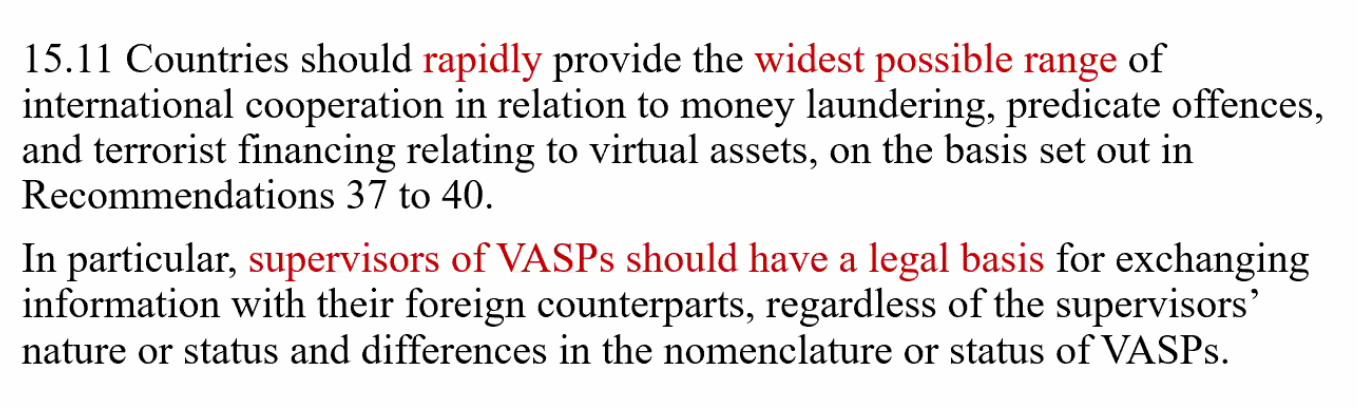 15.11 Countries should rapidly provide the widest possible range of
international cooperation in relation to money laundering, predicate offences,
and terrorist financing relating to virtual assets, on the basis set out in
Recommendations 37 to 40.
In particular, supervisors of VASPs should have a legal basis for exchanging
information with their foreign counterparts, regardless of the supervisors’
nature or status and differences in the nomenclature or status of VASPs.